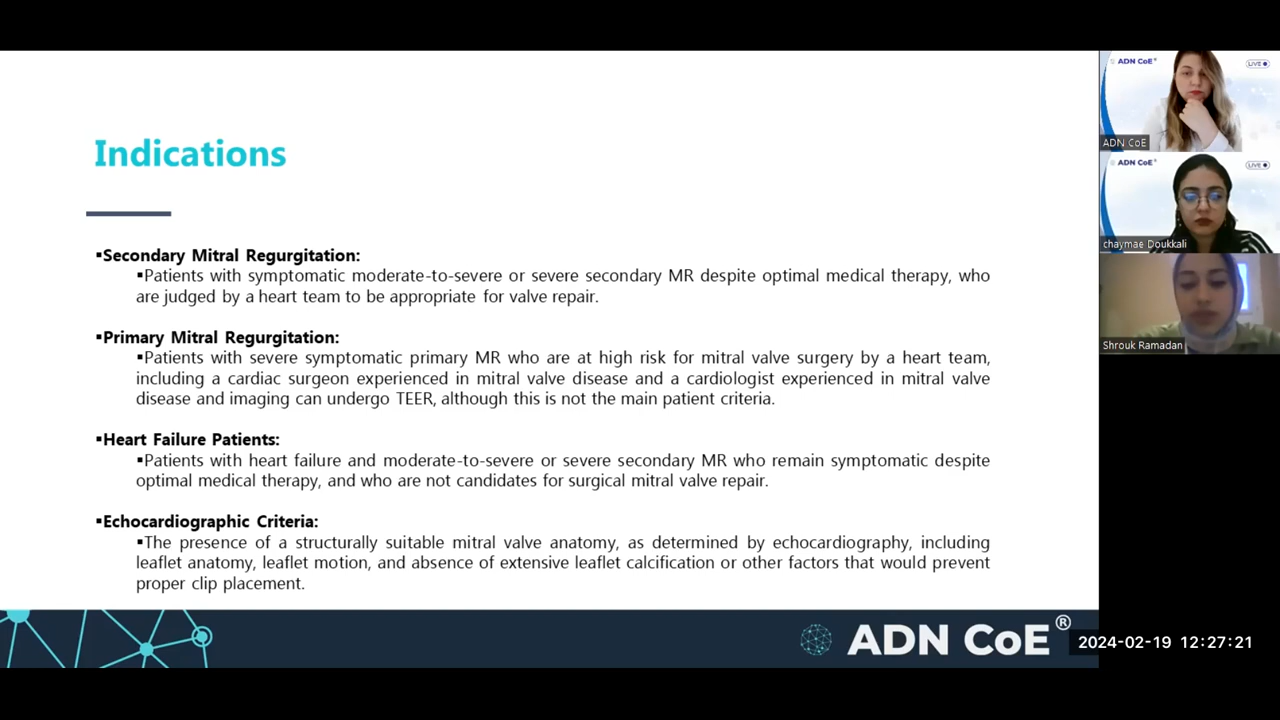 Indications
▪Secondary Mitral Regurgitation:
▪Patients with symptomatic moderate-to-severe or severe secondary MR despite optimal medical therapy, who
are judged by a heart team to be appropriate for valve repair.
▪Primary Mitral Regurgitation:
▪Patients with severe symptomatic primary MR who are at high risk for mitral valve surgery by a heart team,
including a cardiac surgeon experienced in mitral valve disease and a cardiologist experienced in mitral valve
disease and imaging can undergo TEER, although this is not the main patient criteria.
▪Heart Failure Patients:
▪Patients with heart failure and moderate-to-severe or severe secondary MR who remain symptomatic despite
optimal medical therapy, and who are not candidates for surgical mitral valve repair.
▪Echocardiographic Criteria:
▪The presence of a structurally suitable mitral valve anatomy, as determined by echocardiography, including
leaflet anatomy, leaflet motion, and absence of extensive leaflet calcification or other factors that would prevent
proper clip placement.
ADN CoE®
ADN CoE®
LIVE
ADN CoE
ADN CoE®
LIVE
chaymae Doukkali
Shrouk Ramadan
2024-02-19 12:27:21